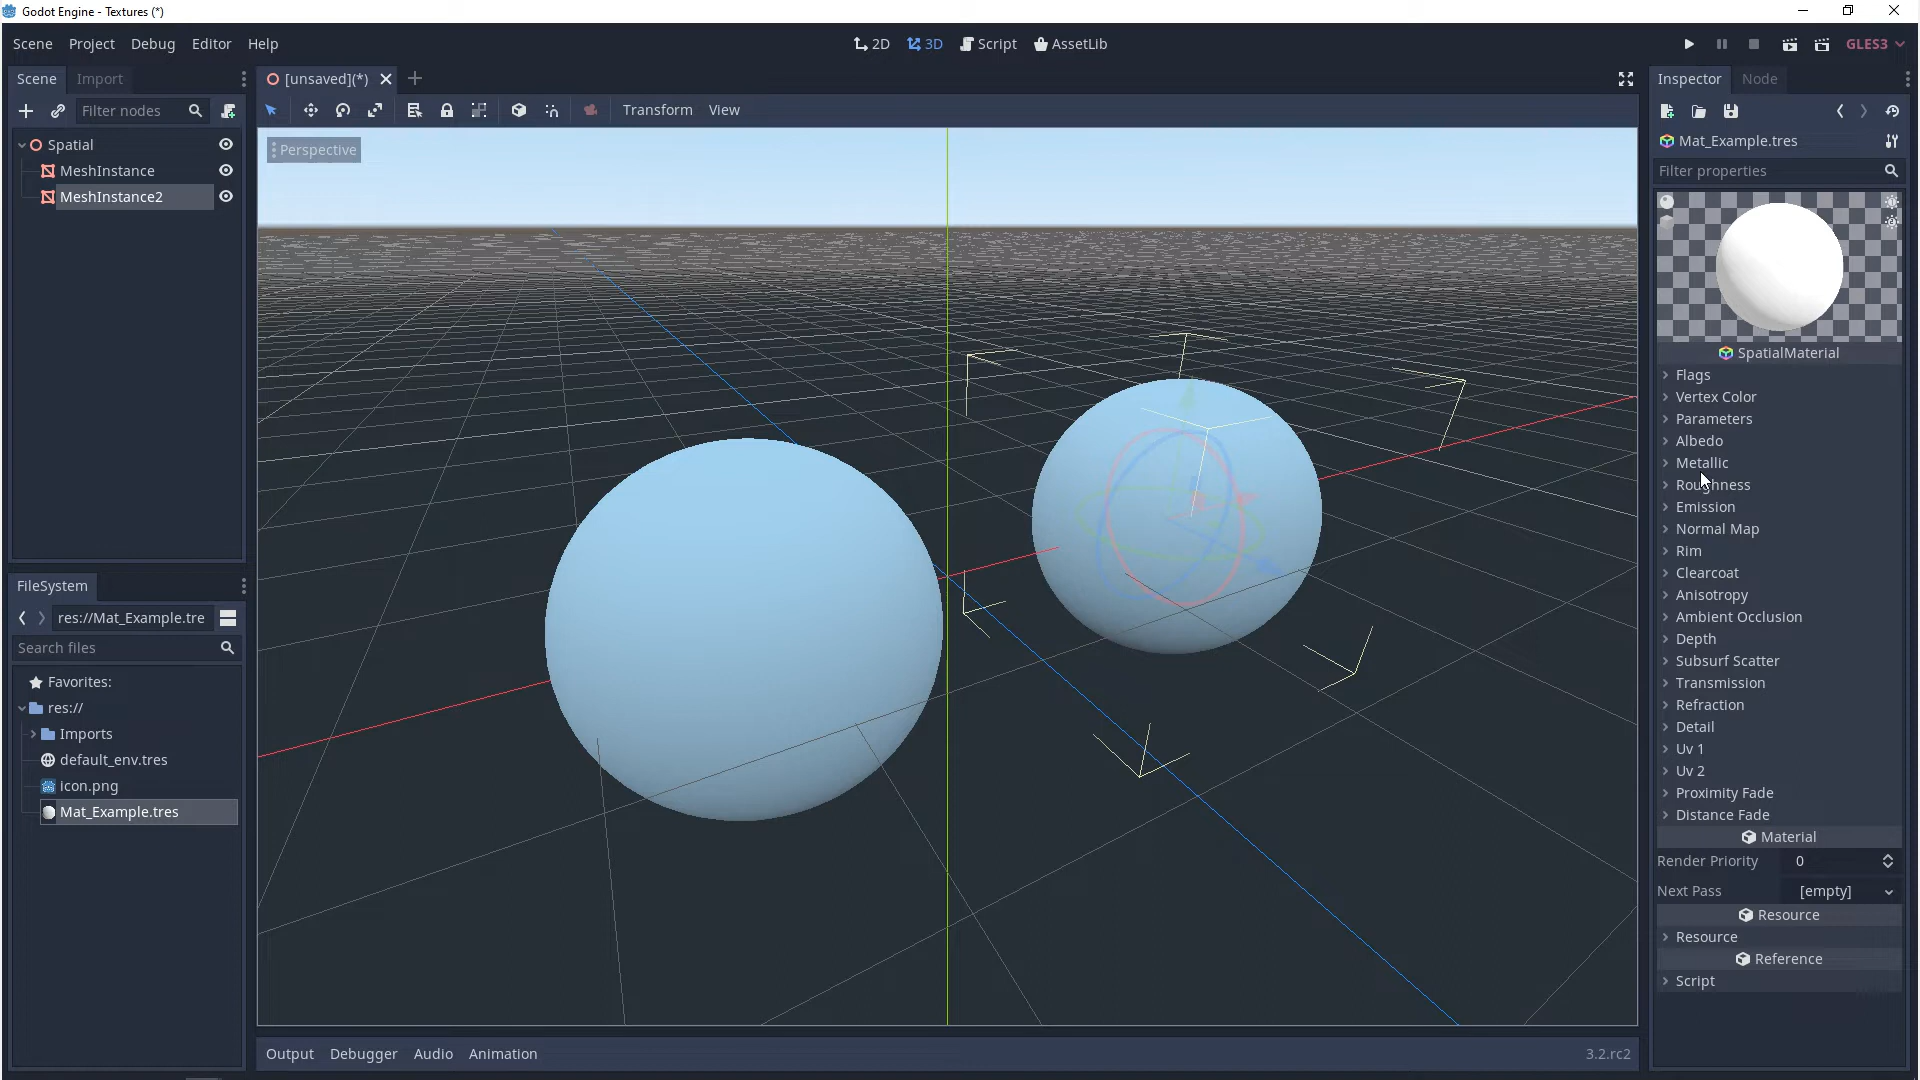 Godot Engine - Textures (*)
Scene Project Debug Editor Help
2D 3D Script AssetLib
GLES3
Scene Import
[unsaved](*)
Inspector Node
Filter nodes
Transform View
Spatial
MeshInstance
MeshInstance2
Perspective
Mat_Example.tres
Filter properties
SpatialMaterial
Flags
Vertex Color
Parameters
Albedo
Metallic
Roughness
Emission
Normal Map
Rim
Clearcoat
Anisotropy
Ambient Occlusion
Depth
Subsurf Scatter
Transmission
Refraction
Detail
Uv 1
Uv 2
Proximity Fade
Distance Fade
Material
Render Priority 0
Next Pass [empty]
Resource
Resource
Reference
Script
FileSystem
res://Mat_Example.tre
Search files
Favorites:
res://
Imports
default_env.tres
icon.png
Mat_Example.tres
Output Debugger Audio Animation
3.2.rc2